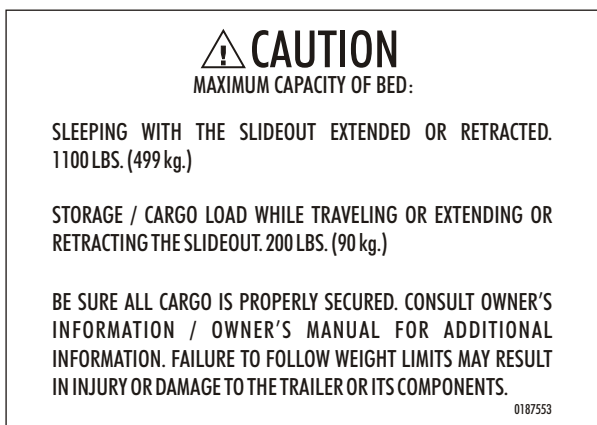 CAUTION
MAXIMUM CAPACITY OF BED:
SLEEPING WITH THE SLIDEOUT EXTENDED OR RETRACTED.
1100 LBS. (499 kg.)
STORAGE / CARGO LOAD WHILE TRAVELING OR EXTENDING OR
RETRACTING THE SLIDEOUT. 200 LBS. (90 kg.)
BE SURE ALL CARGO IS PROPERLY SECURED. CONSULT OWNER'S
INFORMATION / OWNER'S MANUAL FOR ADDITIONAL
INFORMATION. FAILURE TO FOLLOW WEIGHT LIMITS MAY RESULT
IN INJURY OR DAMAGE TO THE TRAILER OR ITS COMPONENTS.
0187553